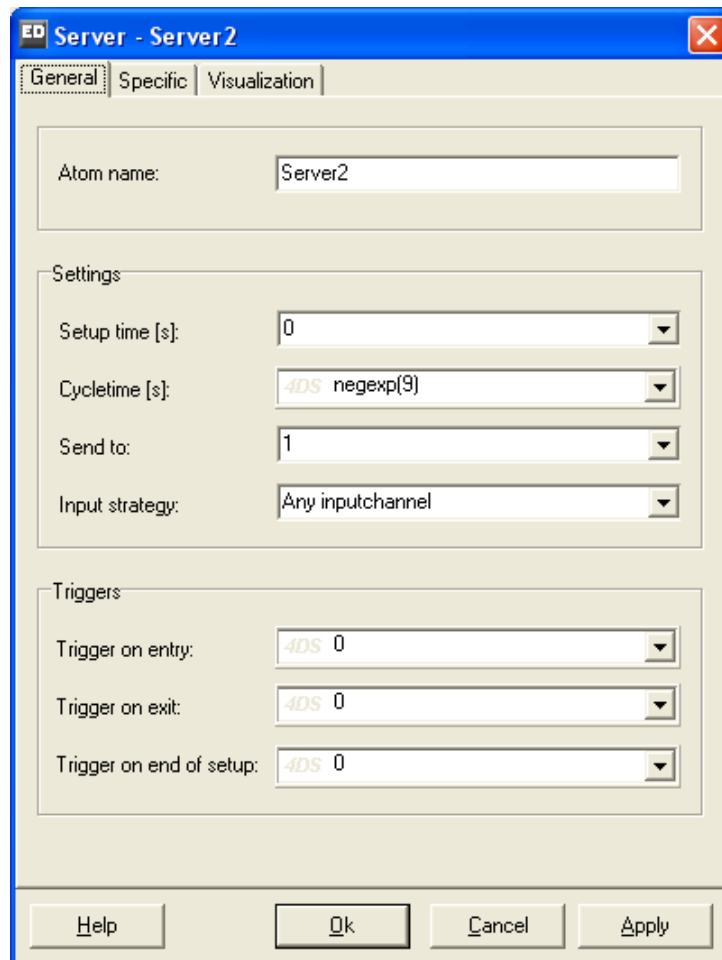 ED Server - Server2
General Specific Visualization
Atom name: Server2
Settings
Setup time [s]: 0
Cycletime [s]: 4DS negexp(9)
Send to: 1
Input strategy: Any inputchannel
Triggers
Trigger on entry: 4DS 0
Trigger on exit: 4DS 0
Trigger on end of setup: 4DS 0
Help Ok Cancel Apply